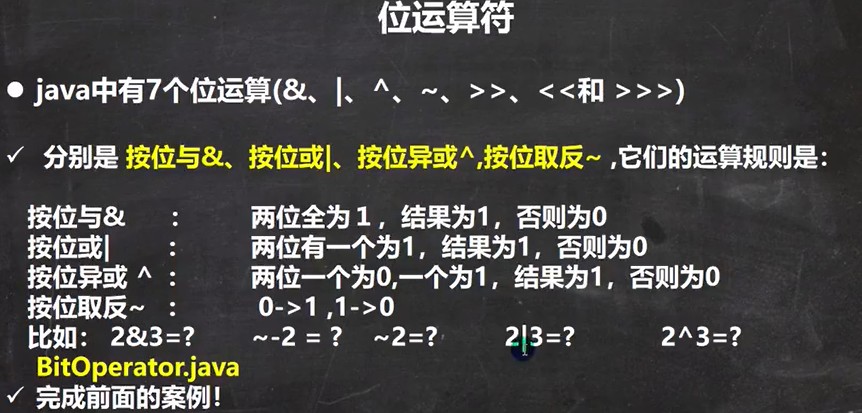 位运算符
● java中有7个位运算(&、|、^、~、>>、<<和 >>>)
✓ 分别是 按位与&、按位或|、按位异或^,按位取反~ ,它们的运算规则是：
按位与& ： 两位全为１，结果为1，否则为0
按位或| ： 两位有一个为1，结果为1，否则为0
按位异或 ^ ： 两位一个为0,一个为1，结果为1，否则为0
按位取反~ ： 0->1 ,1->0
比如： 2&3=? ~-2 = ? ~2=? 2|3=? 2^3=?
BitOperator.java
✓ 完成前面的案例！